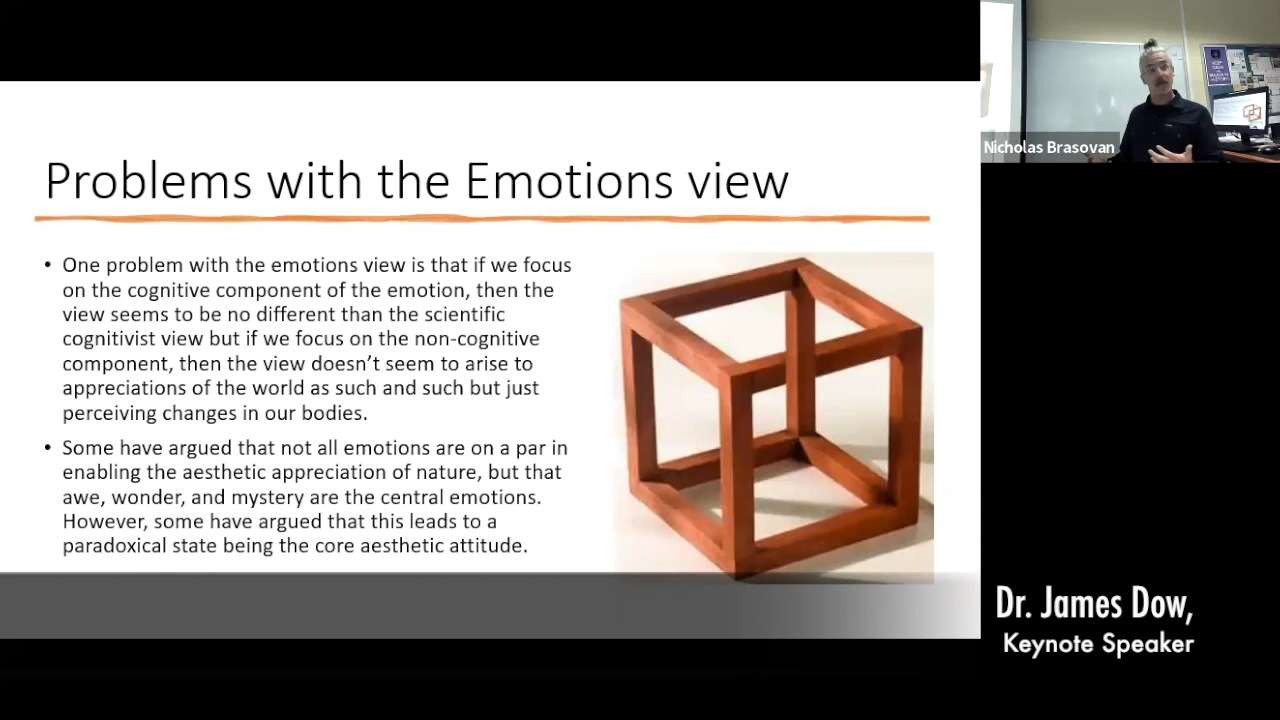 Problems with the Emotions view
• One problem with the emotions view is that if we focus
on the cognitive component of the emotion, then the
view seems to be no different than the scientific
cognitivist view but if we focus on the non-cognitive
component, then the view doesn't seem to arise to
appreciations of the world as such and such but just
perceiving changes in our bodies.
• Some have argued that not all emotions are on a par in
enabling the aesthetic appreciation of nature, but that
awe, wonder, and mystery are the central emotions.
However, some have argued that this leads to a
paradoxical state being the core aesthetic attitude.
Nicholas Brasovan
Dr. James Dow,
Keynote Speaker